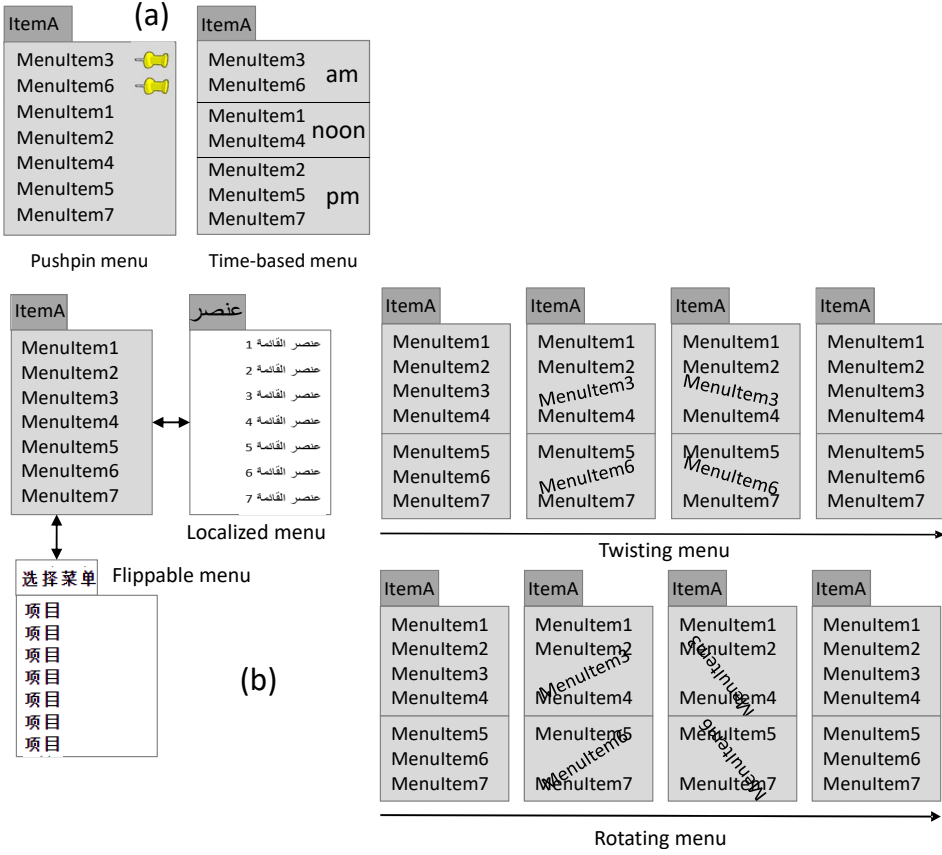 (a)
ItemA
MenuItem3
MenuItem6
MenuItem1
MenuItem2
MenuItem4
MenuItem5
MenuItem7
Pushpin menu
ItemA
MenuItem3
MenuItem6
am
MenuItem1
MenuItem4
noon
MenuItem2
MenuItem5
MenuItem7
pm
Time-based menu
ItemA
MenuItem1
MenuItem2
MenuItem3
MenuItem4
MenuItem5
MenuItem6
MenuItem7
عنصر
عنصر القائمة 1
عنصر القائمة 2
عنصر القائمة 3
عنصر القائمة 4
عنصر القائمة 5
عنصر القائمة 6
عنصر القائمة 7
Localized menu
选择菜单
Flippable menu
项目
项目
项目
项目
项目
项目
项目
(b)
ItemA
MenuItem1
MenuItem2
MenuItem3
MenuItem4
MenuItem5
MenuItem6
MenuItem7
ItemA
MenuItem1
MenuItem2
MenuItem3
MenuItem4
MenuItem5
MenuItem6
MenuItem7
ItemA
MenuItem1
MenuItem2
MenuItem3
MenuItem4
MenuItem5
MenuItem6
MenuItem7
ItemA
MenuItem1
MenuItem2
MenuItem3
MenuItem4
MenuItem5
MenuItem6
MenuItem7
Twisting menu
ItemA
MenuItem1
MenuItem2
MenuItem3
MenuItem4
MenuItem5
MenuItem6
MenuItem7
ItemA
MenuItem1
MenuItem2
MenuItem3
MenuItem4
MenuItem5
MenuItem6
MenuItem7
ItemA
MenuItem1
MenuItem2
MenuItem3
MenuItem4
MenuItem5
MenuItem6
MenuItem7
ItemA
MenuItem1
MenuItem2
MenuItem3
MenuItem4
MenuItem5
MenuItem6
MenuItem7
Rotating menu